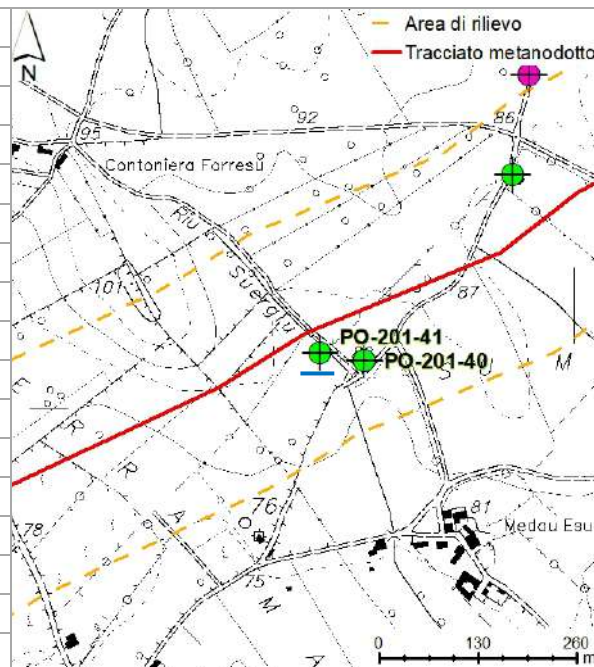 Area di rilievo
Tracciato metanodotto
N
95
92
86
Contoniera Forresu
Riu Suergiu
101
87
PO-201-41
PO-201-40
M
S
E
R
R
A
78
76
81
Medau Esu
75
M
A
0 130 260
m